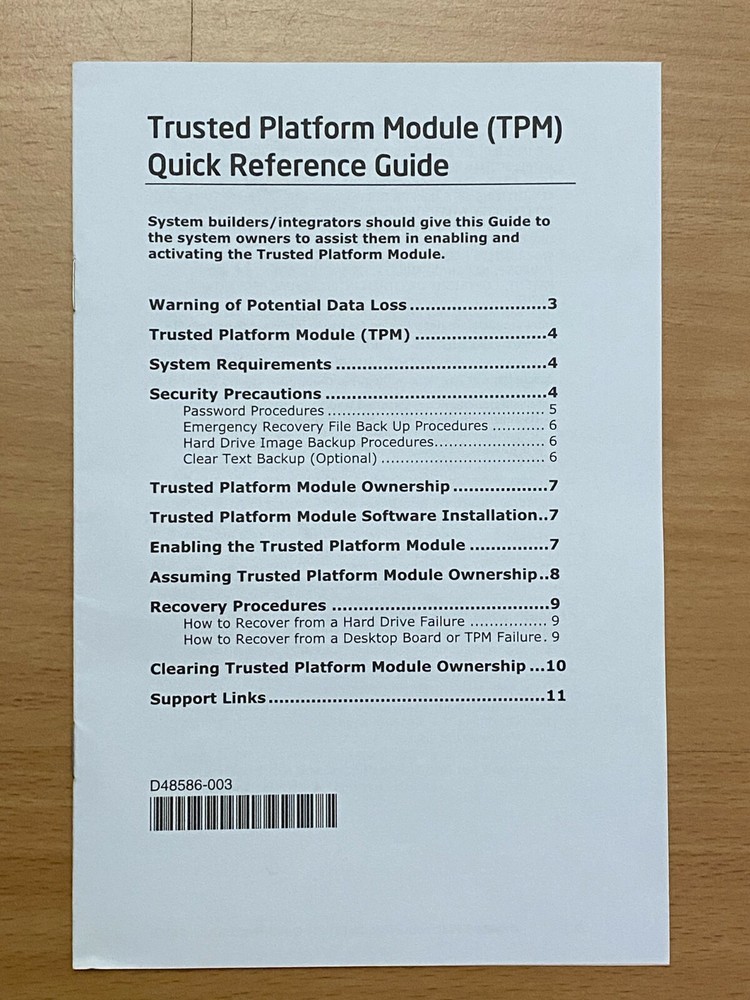 Trusted Platform Module (TPM)
Quick Reference Guide
System builders/integrators should give this Guide to
the system owners to assist them in enabling and
activating the Trusted Platform Module.
Warning of Potential Data Loss..........................3
Trusted Platform Module (TPM) ...........................4
System Requirements ........................................4
Security Precautions ..........................................4
Password Procedures .................................................... 5
Emergency Recovery File Back Up Procedures ............ 6
Hard Drive Image Backup Procedures.......................... 6
Clear Text Backup (Optional) ....................................... 6
Trusted Platform Module Ownership ..................7
Trusted Platform Module Software Installation..7
Enabling the Trusted Platform Module ...............7
Assuming Trusted Platform Module Ownership..8
Recovery Procedures .........................................9
How to Recover from a Hard Drive Failure ................. 9
How to Recover from a Desktop Board or TPM Failure. 9
Clearing Trusted Platform Module Ownership ...10
Support Links.....................................................11
D48586-003